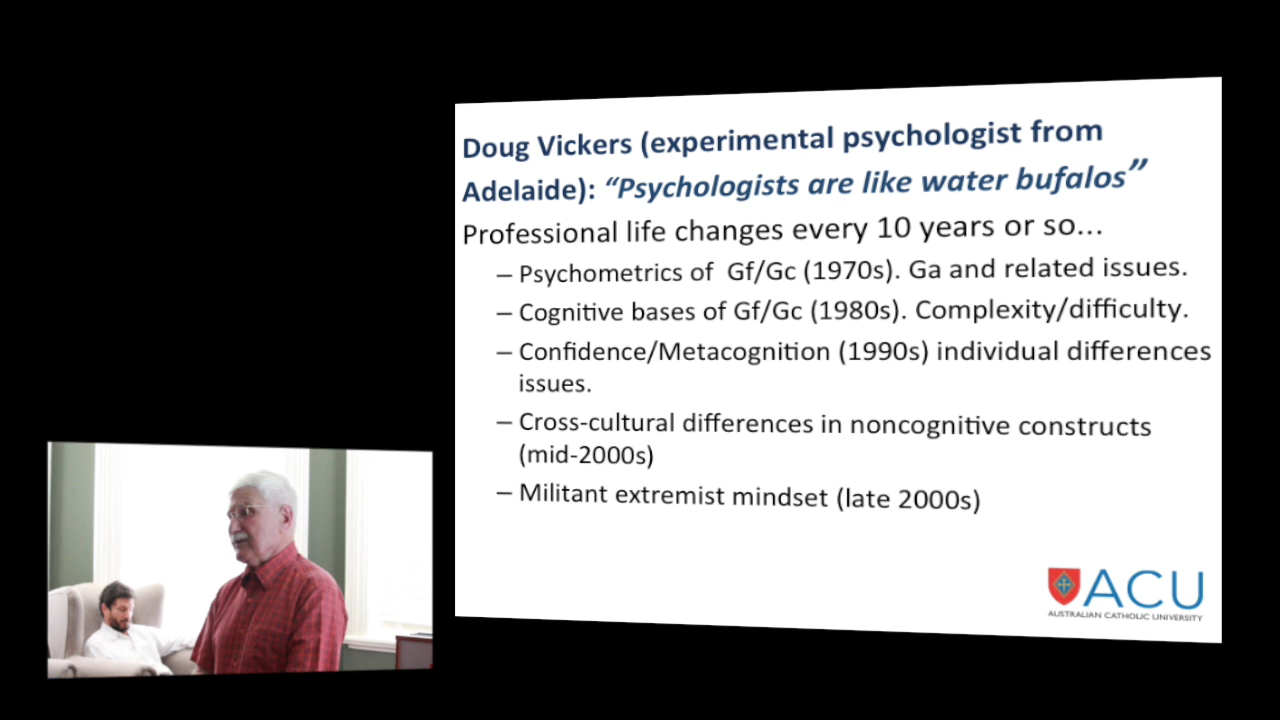 Doug Vickers (experimental psychologist from
Adelaide): “Psychologists are like water bufalos”
Professional life changes every 10 years or so...
– Psychometrics of Gf/Gc (1970s). Ga and related issues.
– Cognitive bases of Gf/Gc (1980s). Complexity/difficulty.
– Confidence/Metacognition (1990s) individual differences
issues.
– Cross-cultural differences in noncognitive constructs
(mid-2000s)
– Militant extremist mindset (late 2000s)
ACU
AUSTRALIAN CATHOLIC UNIVERSITY